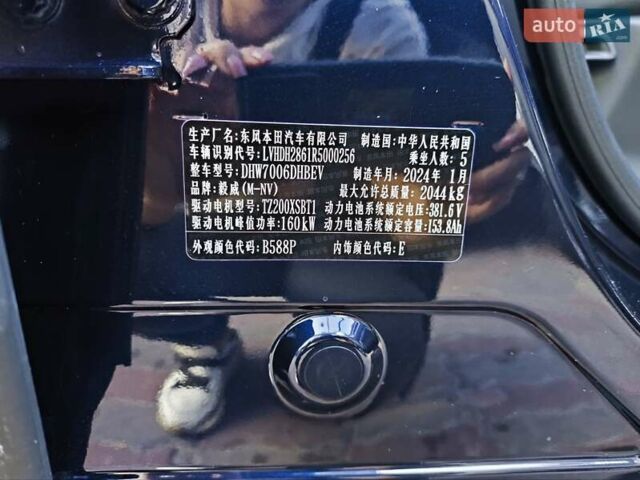 auto RIA.com
生产厂名:东风本田汽车有限公司 制造国:中华人民共和国
车辆识别代号:LVHDH2861R5000256 乘坐人数:5
整车型号:DHW7006DHBEV 制造年月:2024年1月
品牌:毅威(M-NV) 最大允许总质量:2044kg
驱动电机型号:TZ200XSBT1 动力电池系统额定电压:381.6V
驱动电机峰值功率:160kW 动力电池系统额定容量:153.8Ah
外观颜色代码:B588P 内饰颜色代码:E